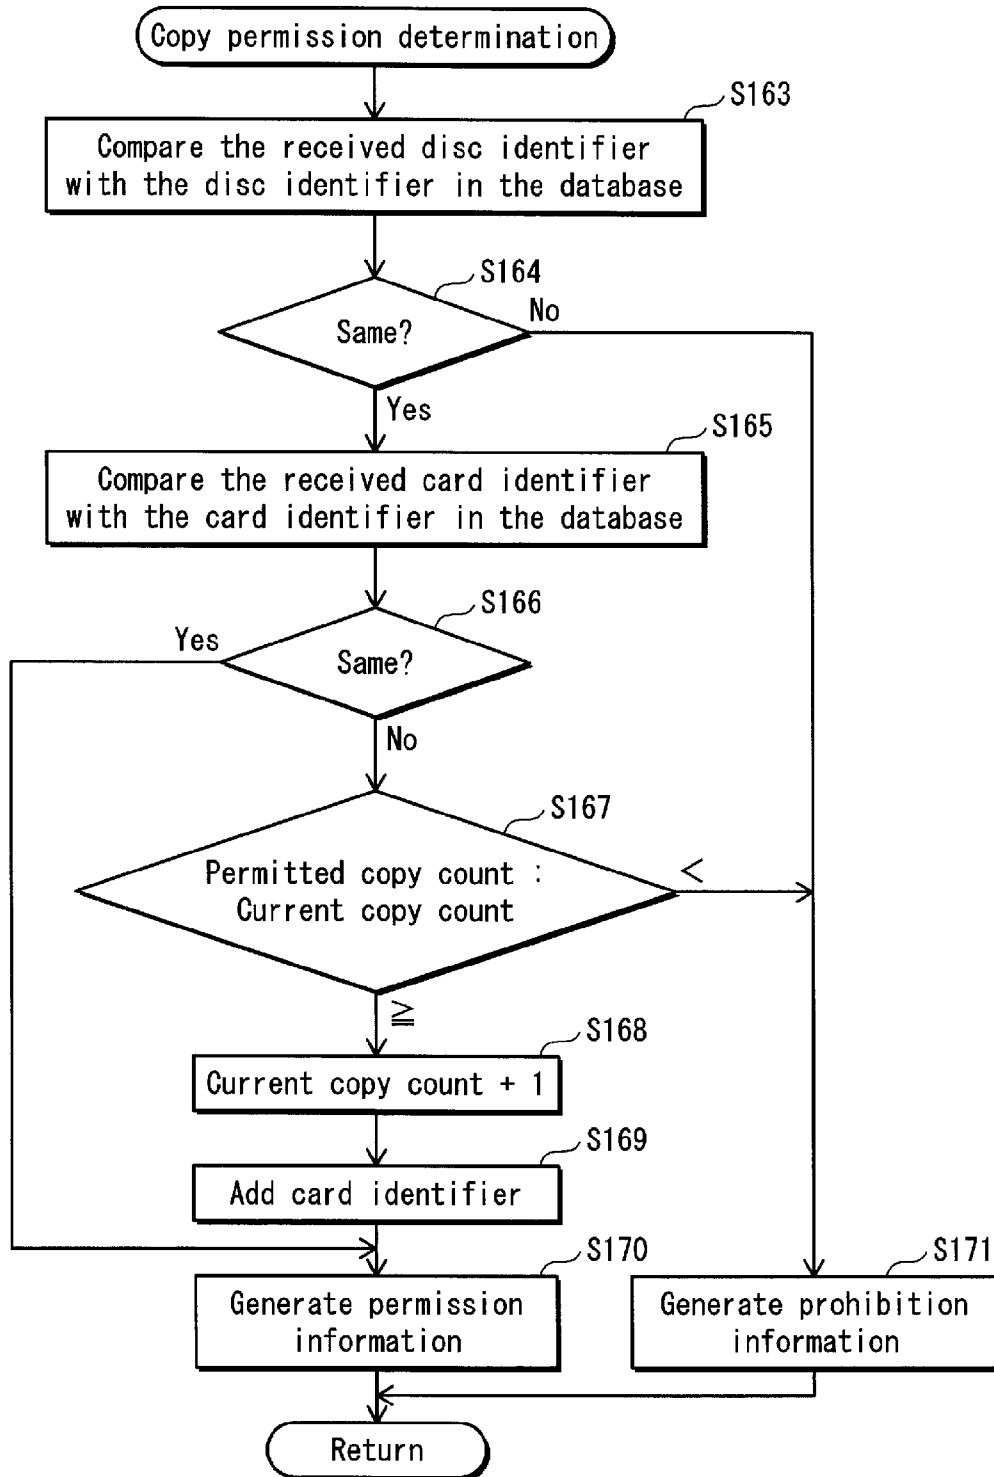 Copy permission determination
S163
Compare the received disc identifier
with the disc identifier in the database
S164
Same?
No
Yes
S165
Compare the received card identifier
with the card identifier in the database
S166
Yes
Same?
No
S167
Permitted copy count :
Current copy count
<
≧
S168
Current copy count + 1
S169
Add card identifier
S170
Generate permission
information
S171
Generate prohibition
information
Return